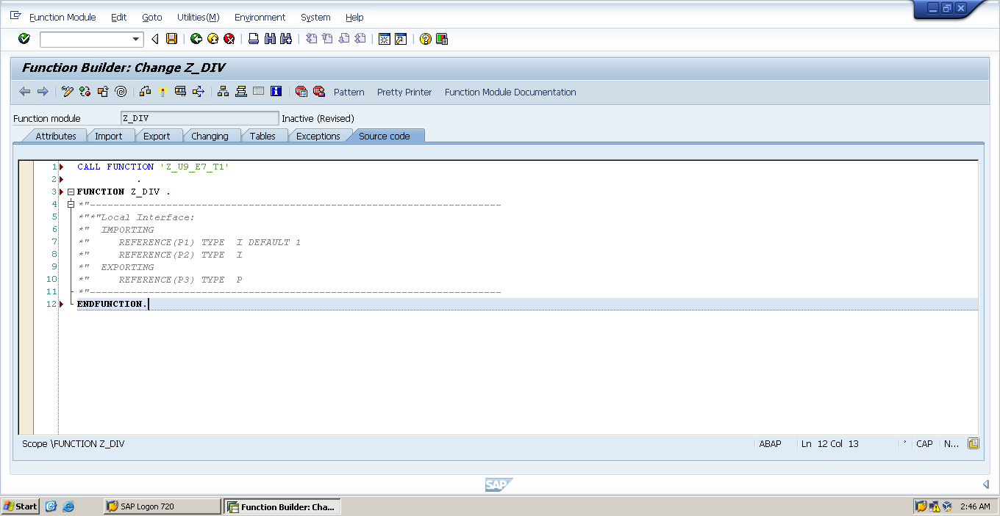 Function Module Edit Goto Utilities(M) Environment System Help
Function Builder: Change Z_DIV
Pattern Pretty Printer Function Module Documentation
Function module Z_DIV Inactive (Revised)
Attributes Import Export Changing Tables Exceptions Source code
1 CALL FUNCTION 'Z_U9_E7_T1'
2 .
3 FUNCTION Z_DIV .
4 *"----------------------------------------------------------------------
5 *"*"Local Interface:
6 *" IMPORTING
7 *" REFERENCE(P1) TYPE I DEFAULT 1
8 *" REFERENCE(P2) TYPE I
9 *" EXPORTING
10 *" REFERENCE(P3) TYPE P
11 *"----------------------------------------------------------------------
12 ENDFUNCTION.
Scope \FUNCTION Z_DIV ABAP Ln 12 Col 13 * CAP N...
SAP
Start SAP Logon 720 Function Builder: Cha... 2:46 AM